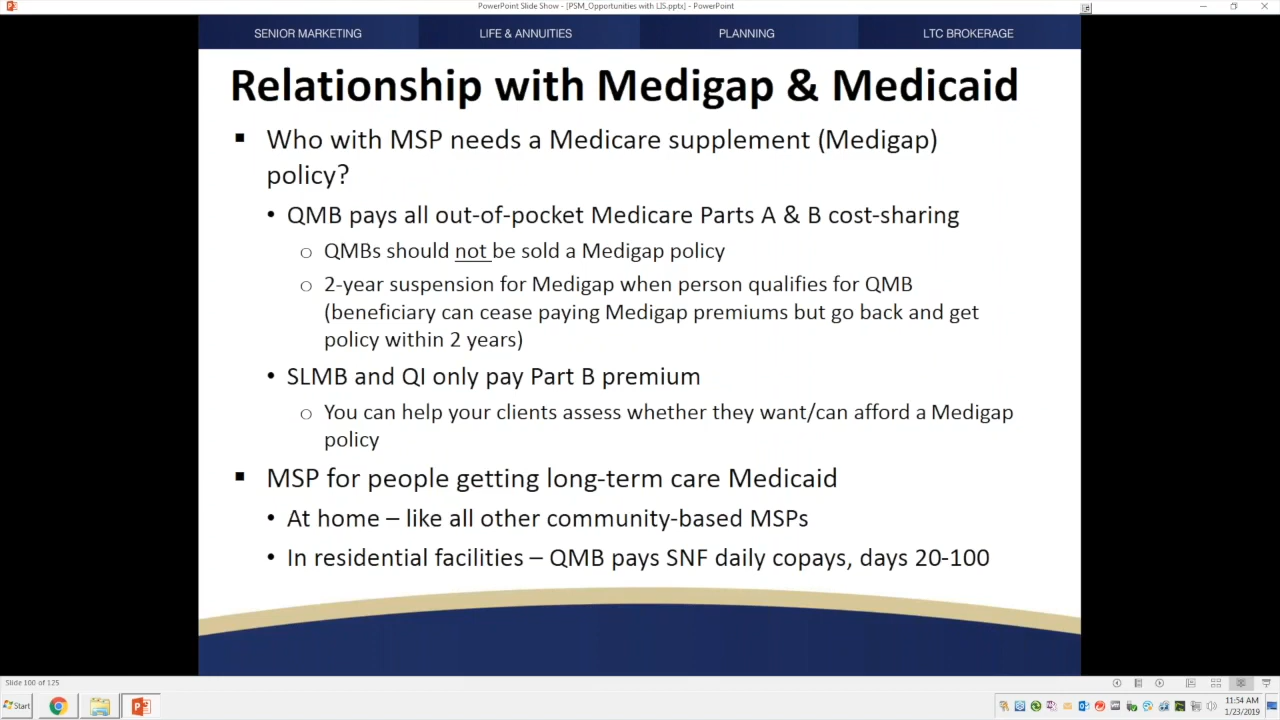 PowerPoint Slide Show - [PSM_Opportunities with LIS.pptx] - PowerPoint
SENIOR MARKETING
LIFE & ANNUITIES
PLANNING
LTC BROKERAGE
Relationship with Medigap & Medicaid
▪ Who with MSP needs a Medicare supplement (Medigap)
policy?
• QMB pays all out-of-pocket Medicare Parts A & B cost-sharing
○ QMBs should not be sold a Medigap policy
○ 2-year suspension for Medigap when person qualifies for QMB
(beneficiary can cease paying Medigap premiums but go back and get
policy within 2 years)
• SLMB and QI only pay Part B premium
○ You can help your clients assess whether they want/can afford a Medigap
policy
▪ MSP for people getting long-term care Medicaid
• At home – like all other community-based MSPs
• In residential facilities – QMB pays SNF daily copays, days 20-100
Slide 100 of 125
Start
11:54 AM
1/23/2019